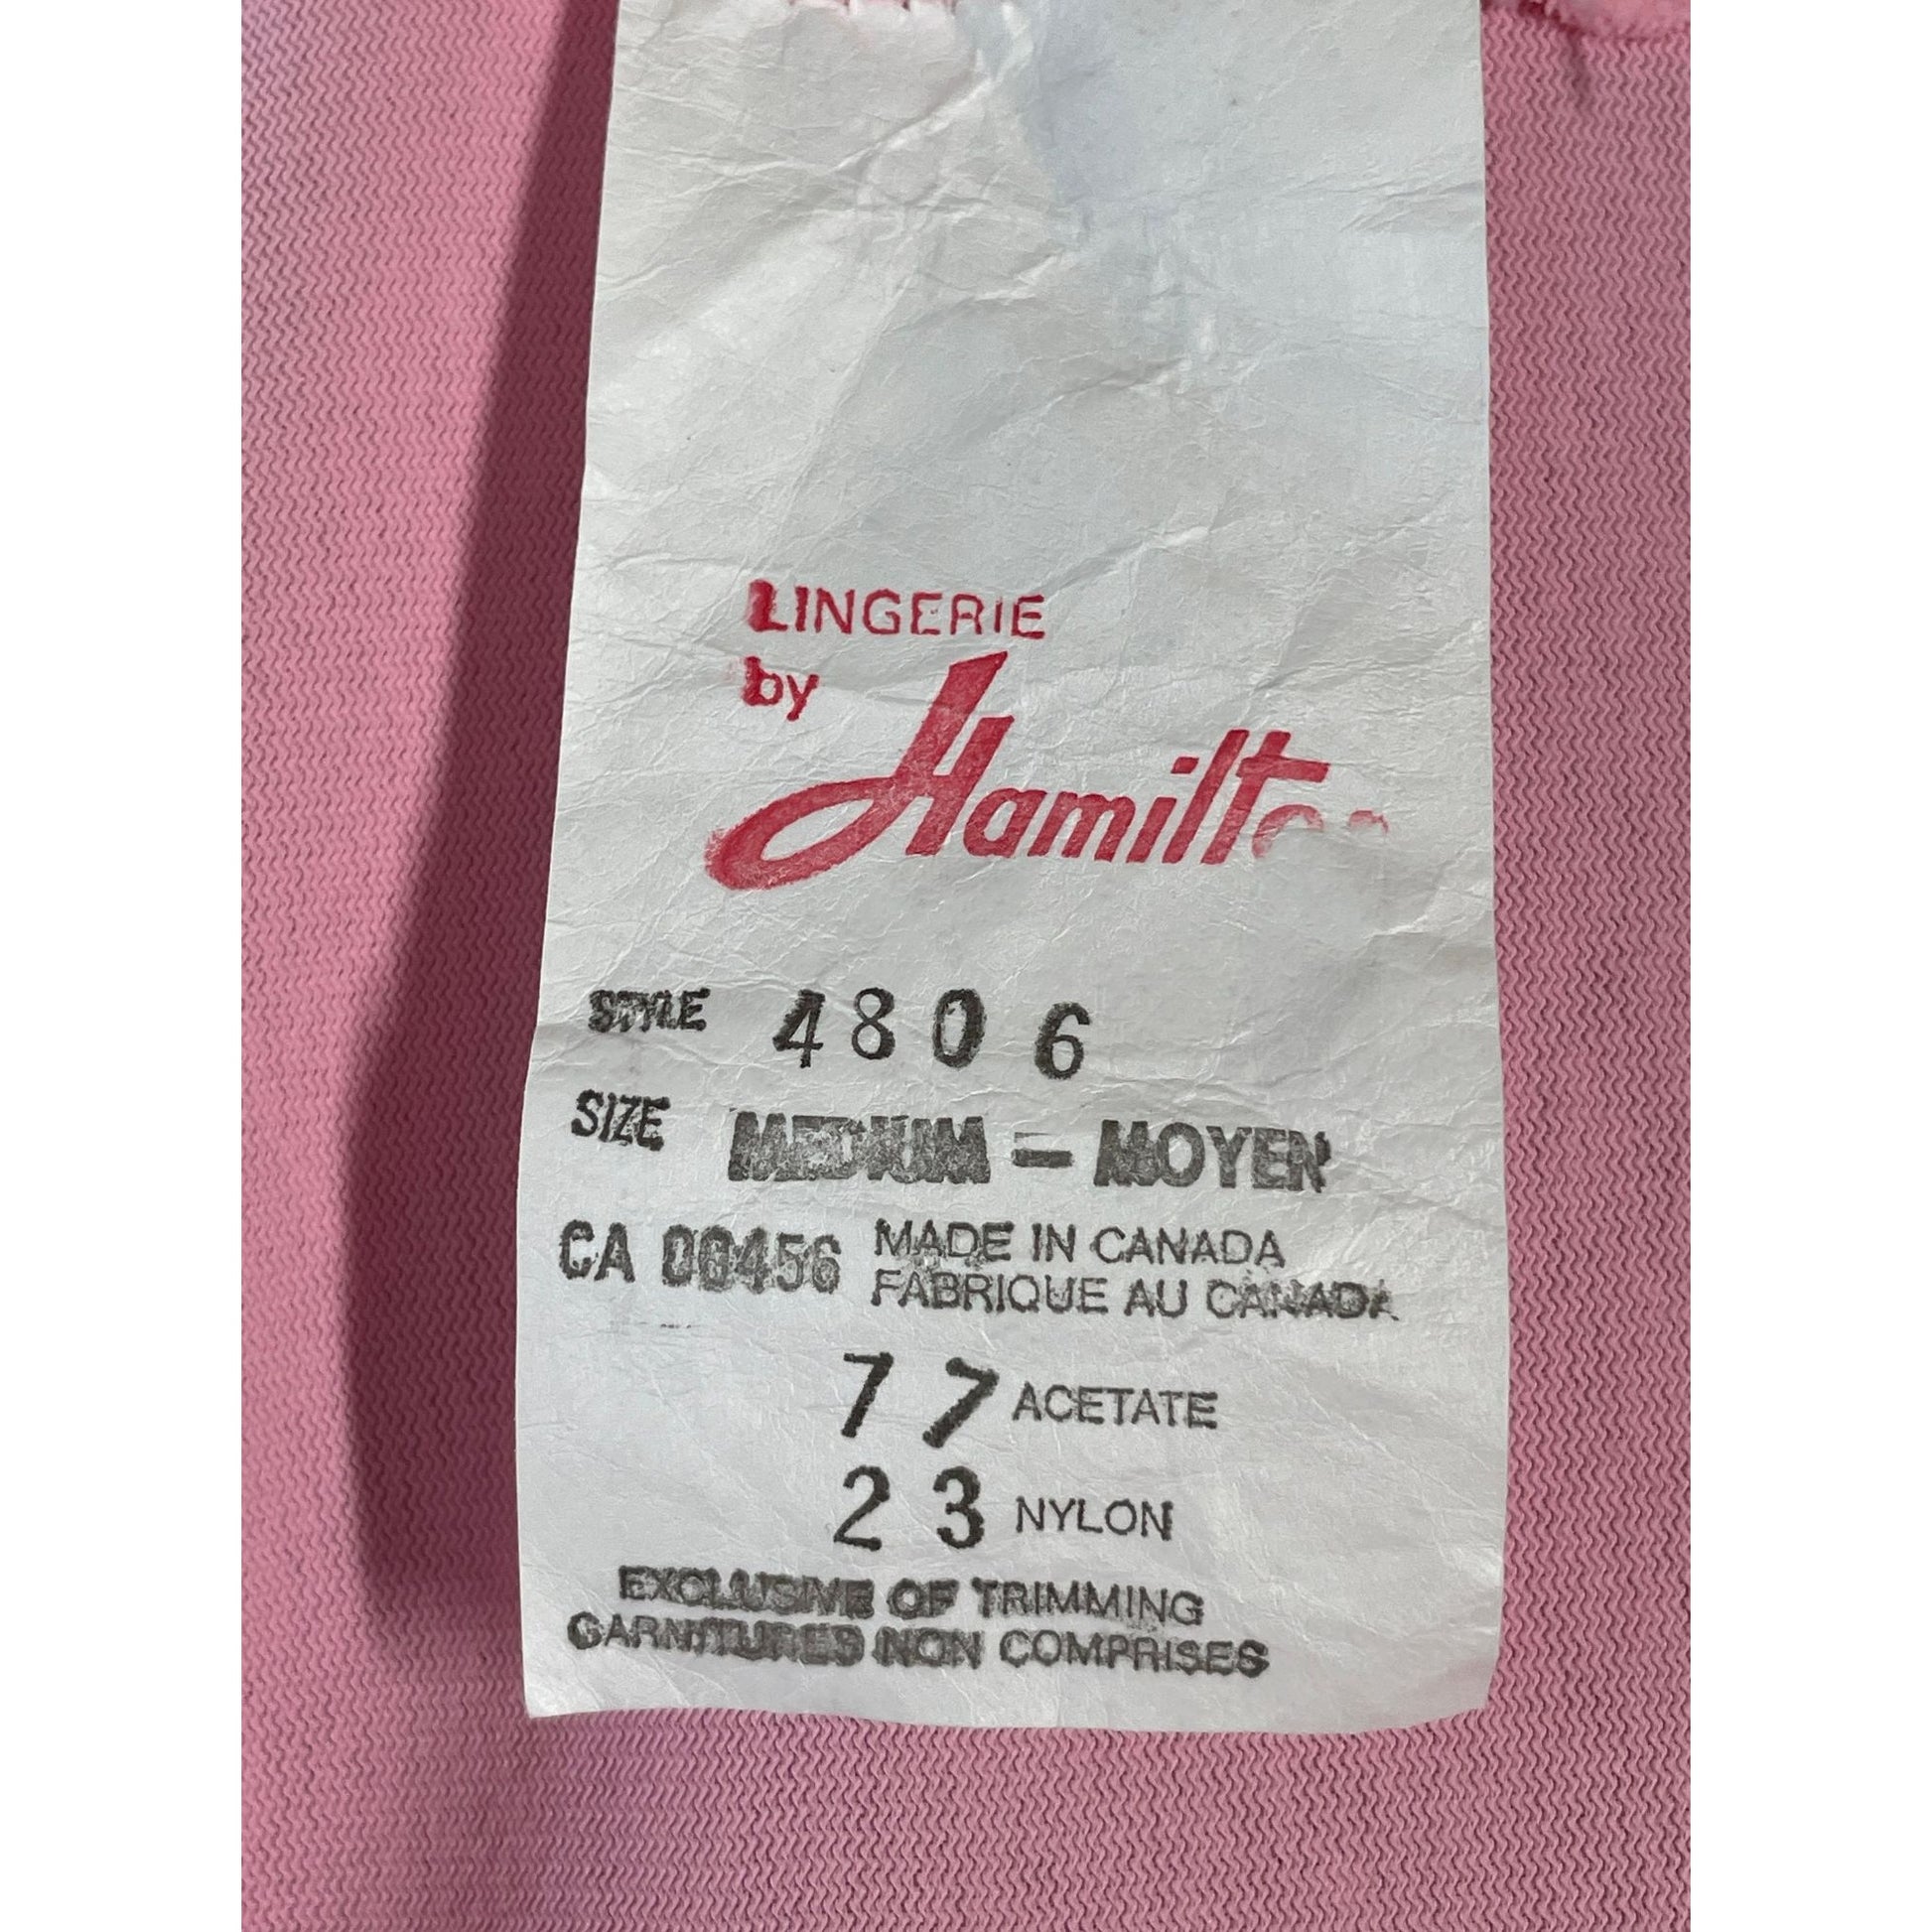 LINGERIE
by Hamilton
STYLE 4806
SIZE MEDIUM - MOYEN
CA 00456 MADE IN CANADA
FABRIQUE AU CANADA
77 ACETATE
23 NYLON
EXCLUSIVE OF TRIMMING
GARNITURES NON COMPRISES